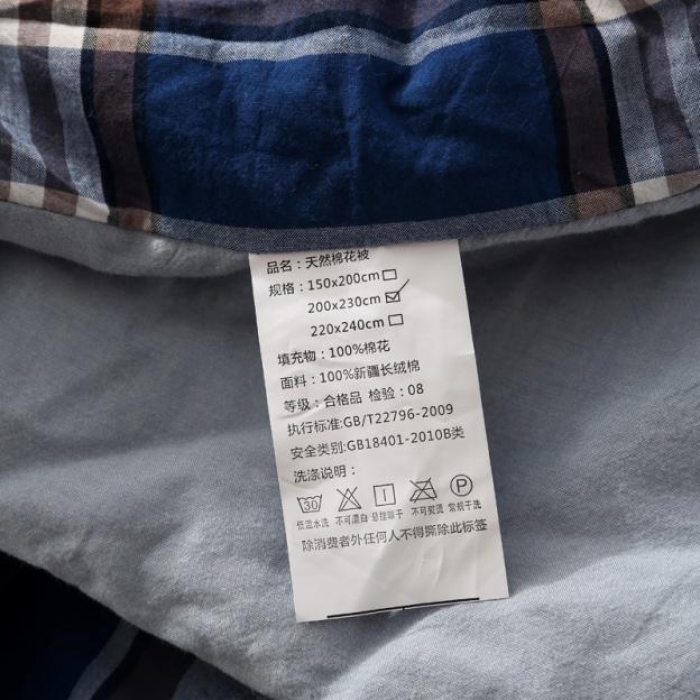 品名：天然棉花被
规格：150x200cm□
200x230cm☑
220x240cm□
填充物：100%棉花
面料：100%新疆长绒棉
等级：合格品 检验：08
执行标准:GB/T22796-2009
安全类别:GB18401-2010B类
洗涤说明：
30 P
低温水洗 不可漂白 悬挂晾干 不可熨烫 常规干洗
除消费者外任何人不得撕除此标签